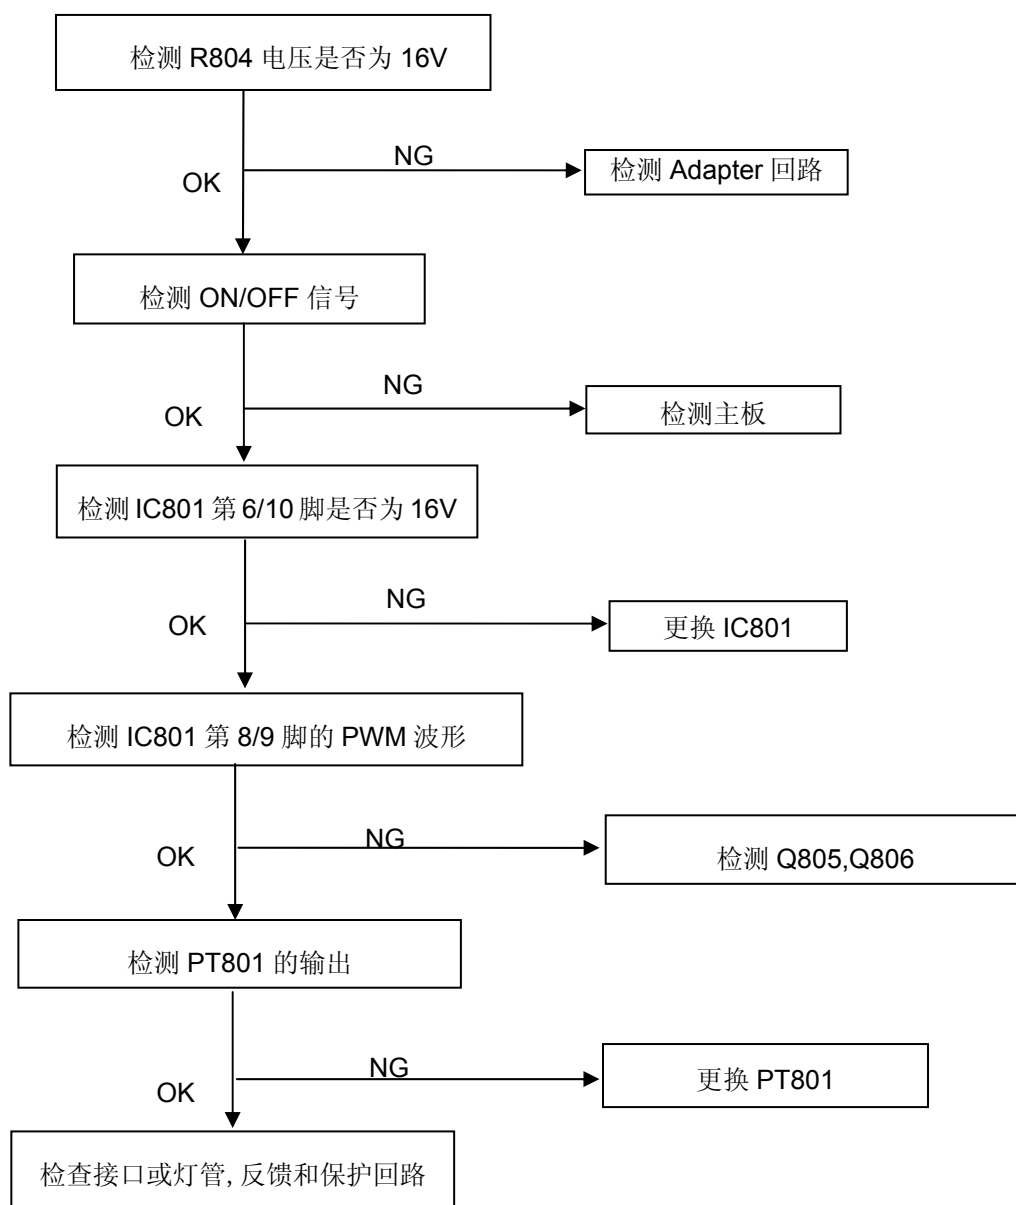 检测 R804 电压是否为 16V
NG
检测 Adapter 回路
OK
检测 ON/OFF 信号
NG
检测主板
OK
检测 IC801 第 6/10 脚是否为 16V
NG
更换 IC801
OK
检测 IC801 第 8/9 脚的 PWM 波形
NG
检测 Q805,Q806
OK
检测 PT801 的输出
NG
更换 PT801
OK
检查接口或灯管, 反馈和保护回路